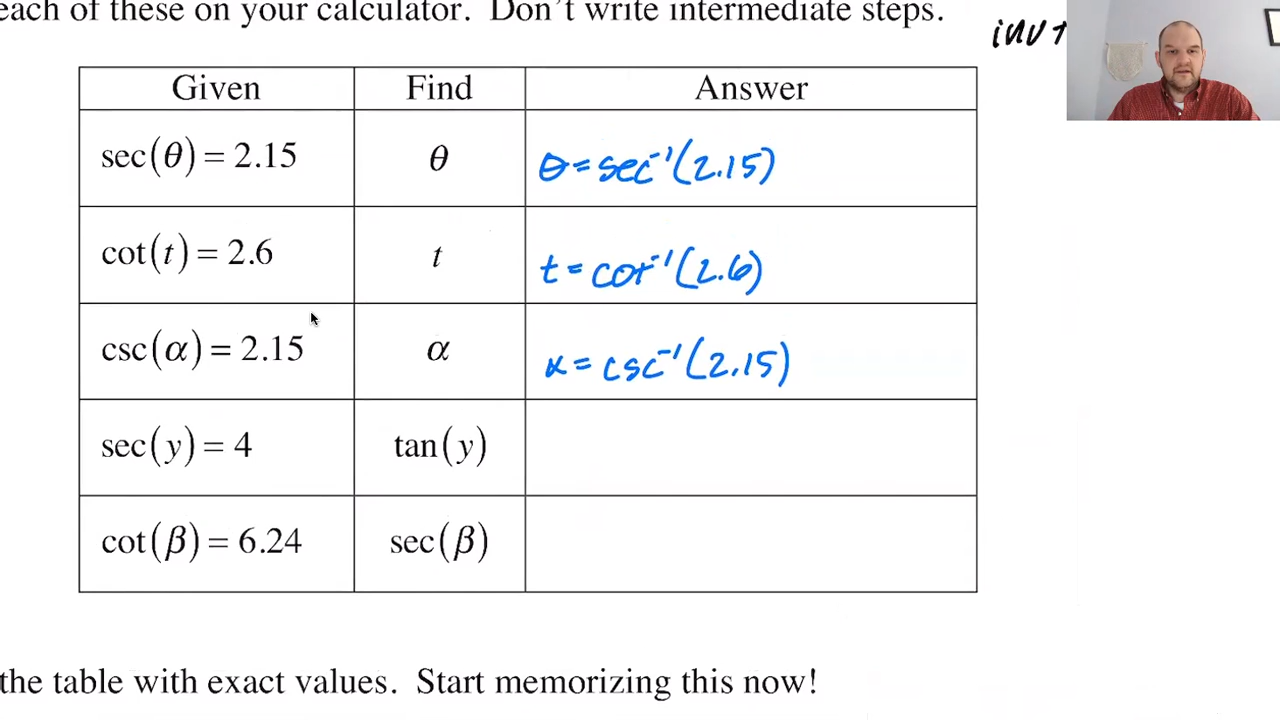 each of these on your calculator. Don't write intermediate steps.
inv
Given Find Answer
sec(θ) = 2.15 θ θ = sec⁻¹(2.15)
cot(t) = 2.6 t t = cot⁻¹(2.6)
csc(α) = 2.15 α α = csc⁻¹(2.15)
sec(y) = 4 tan(y)
cot(β) = 6.24 sec(β)
the table with exact values. Start memorizing this now!